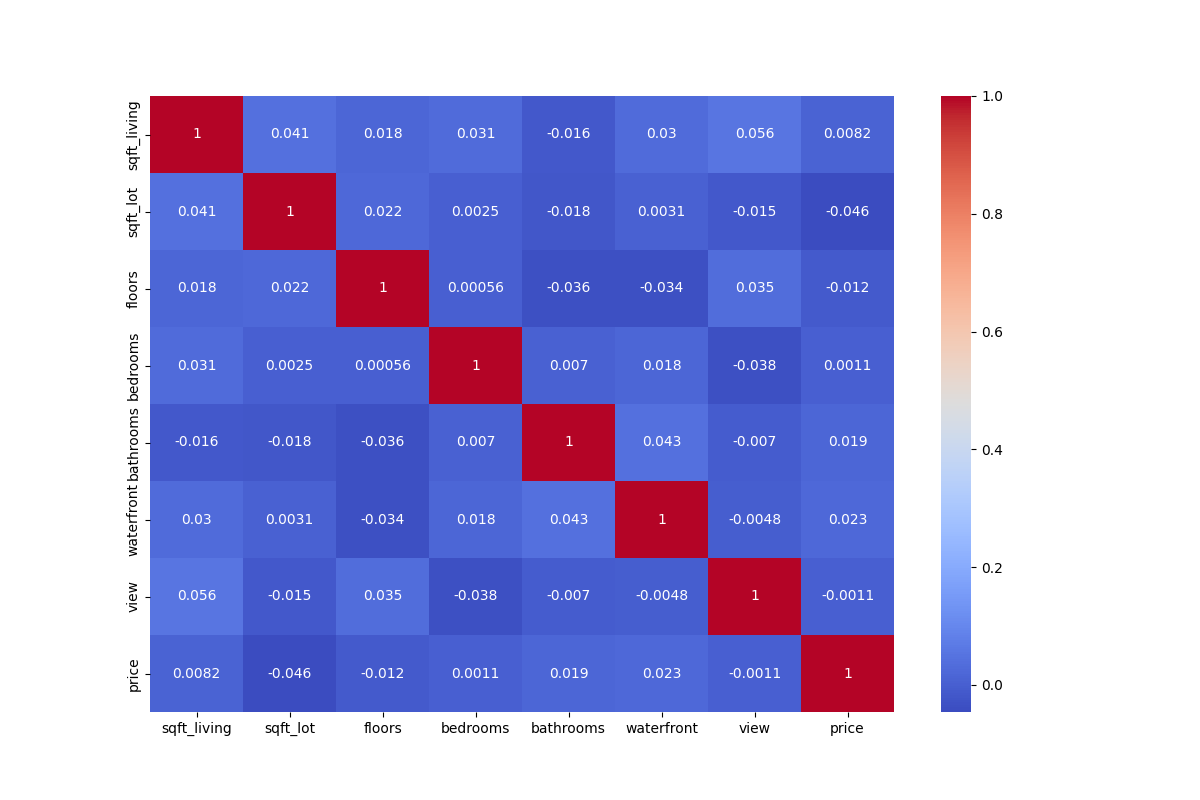 sqft_living 1 0.041 0.018 0.031 -0.016 0.03 0.056 0.0082
sqft_lot 0.041 1 0.022 0.0025 -0.018 0.0031 -0.015 -0.046
floors 0.018 0.022 1 0.00056 -0.036 -0.034 0.035 -0.012
bedrooms 0.031 0.0025 0.00056 1 0.007 0.018 -0.038 0.0011
bathrooms -0.016 -0.018 -0.036 0.007 1 0.043 -0.007 0.019
waterfront 0.03 0.0031 -0.034 0.018 0.043 1 -0.0048 0.023
view 0.056 -0.015 0.035 -0.038 -0.007 -0.0048 1 -0.0011
price 0.0082 -0.046 -0.012 0.0011 0.019 0.023 -0.0011 1
sqft_living sqft_lot floors bedrooms bathrooms waterfront view price
1.0
0.8
0.6
0.4
0.2
0.0